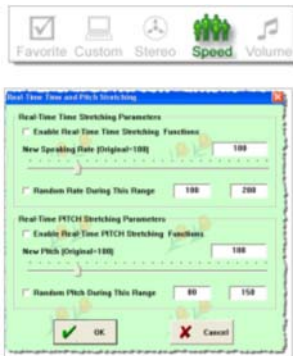 Favorite Custom Stereo Speed Volume
Real-Time Time and Pitch Stretching
Real-Time Time Stretching Parameters
Enable Real-Time Time Stretching Functions
New Speaking Rate (Original=100) 100
Random Rate During This Range 100 200
Real-Time PITCH Stretching Parameters
Enable Real-Time PITCH Stretching Functions
New Pitch (Original=100) 100
Random Pitch During This Range 80 150
OK Cancel